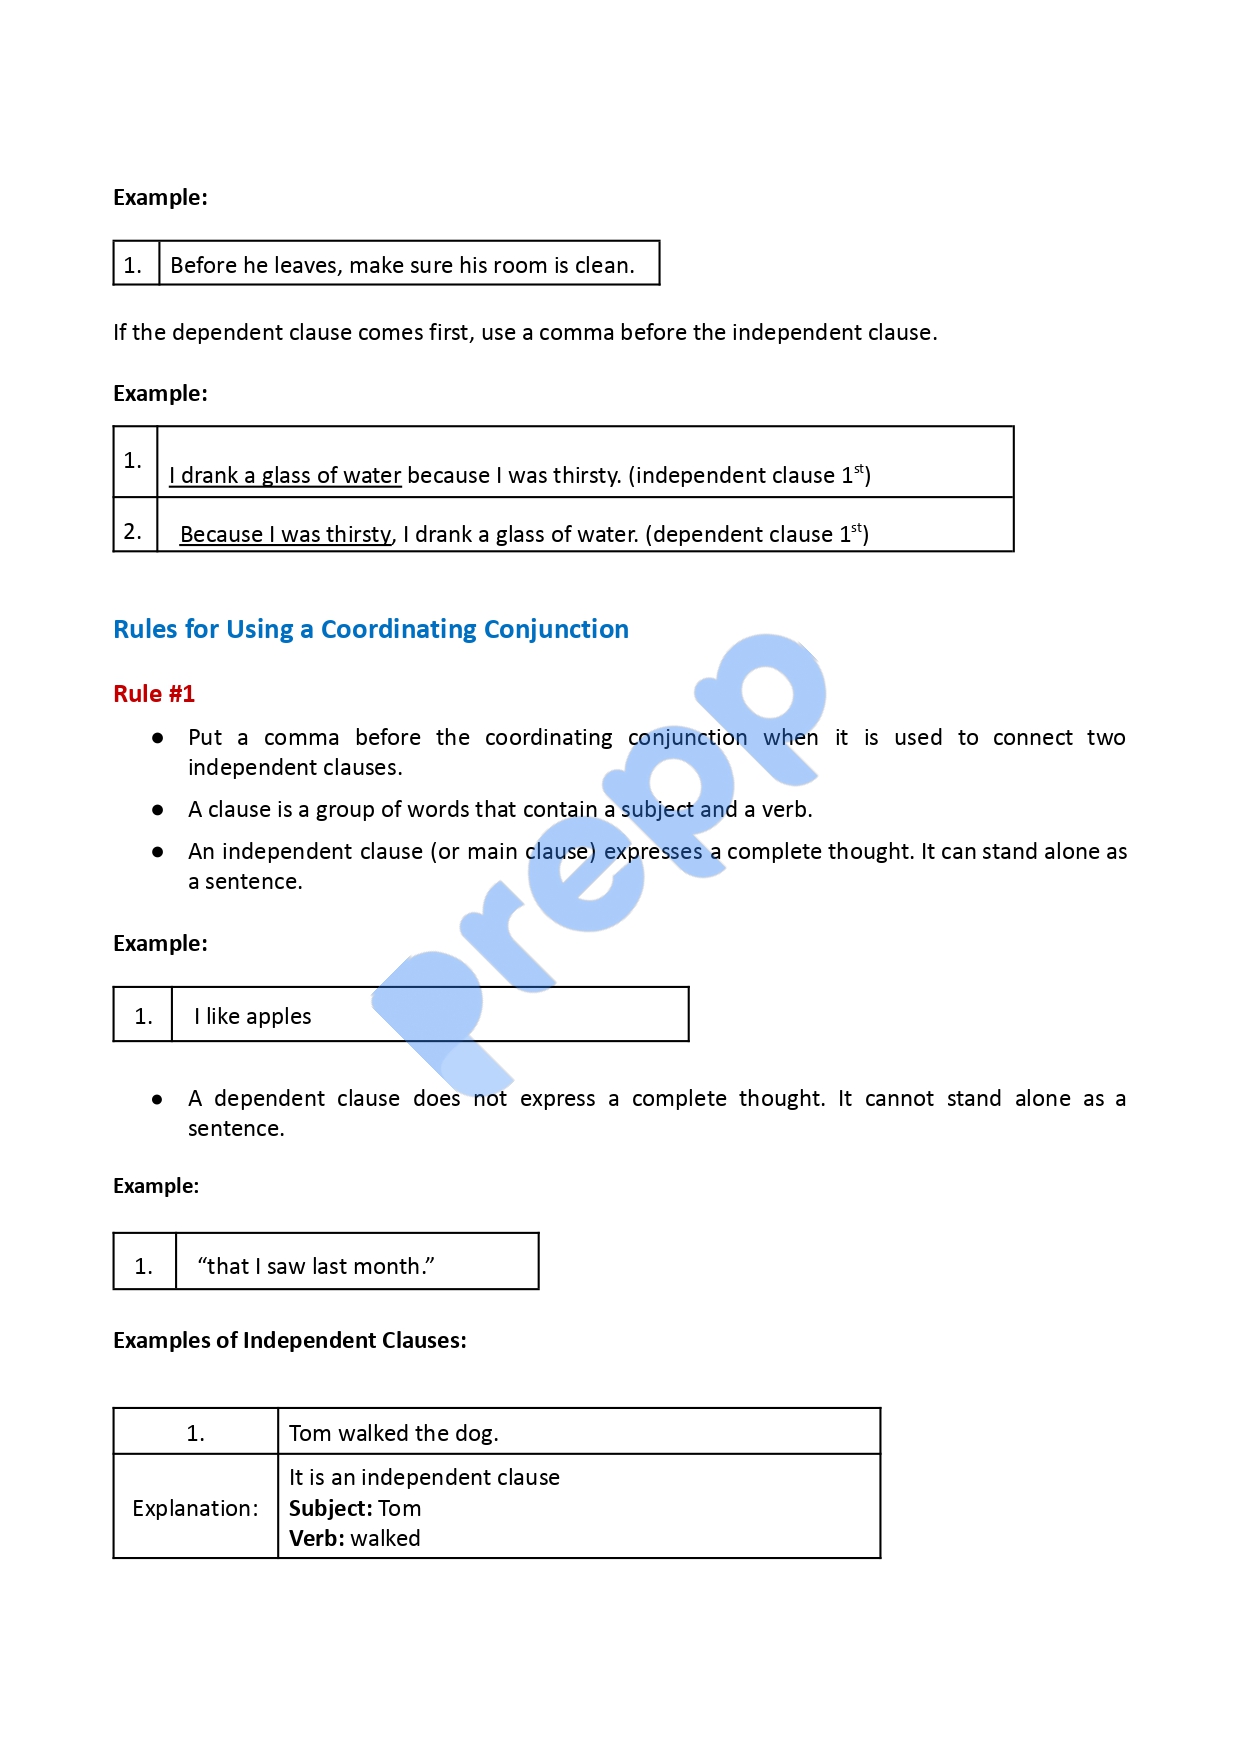 Example:
1. Before he leaves, make sure his room is clean.
If the dependent clause comes first, use a comma before the independent clause.
Example:
1. I drank a glass of water because I was thirsty. (independent clause 1st)
2. Because I was thirsty, I drank a glass of water. (dependent clause 1st)
Rules for Using a Coordinating Conjunction
Rule #1
● Put a comma before the coordinating conjunction when it is used to connect two
independent clauses.
● A clause is a group of words that contain a subject and a verb.
● An independent clause (or main clause) expresses a complete thought. It can stand alone as
a sentence.
prepp
Example:
1. I like apples
● A dependent clause does not express a complete thought. It cannot stand alone as a
sentence.
Example:
1. “that I saw last month.”
Examples of Independent Clauses:
1. Tom walked the dog.
It is an independent clause
Explanation: Subject: Tom
Verb: walked